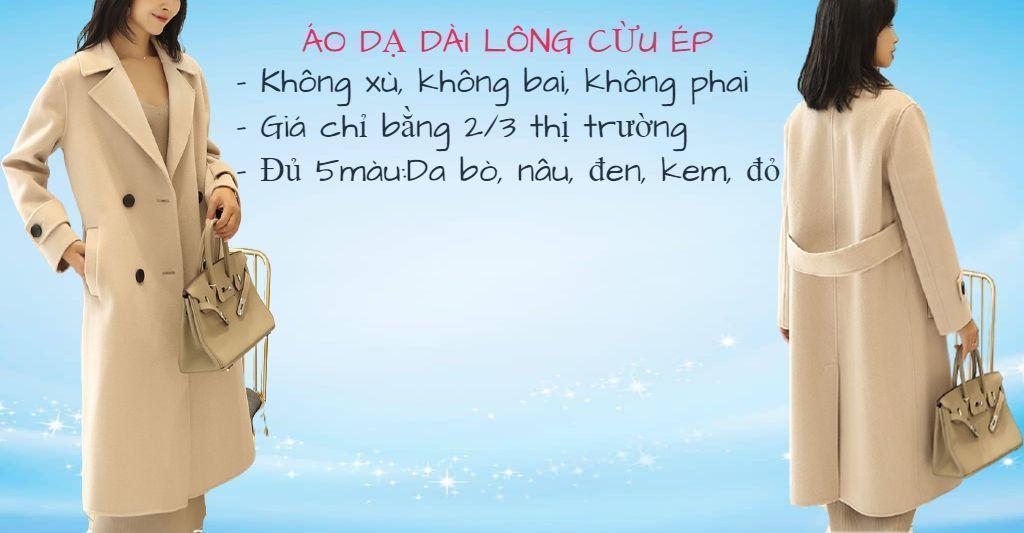 ÁO DẠ DÀI LÔNG CỪU ÉP
- Không xù, không bai, không phai
- Giá chỉ bằng 2/3 thị trường
- Đủ 5màu:Da bò, nâu, đen, kem, đỏ